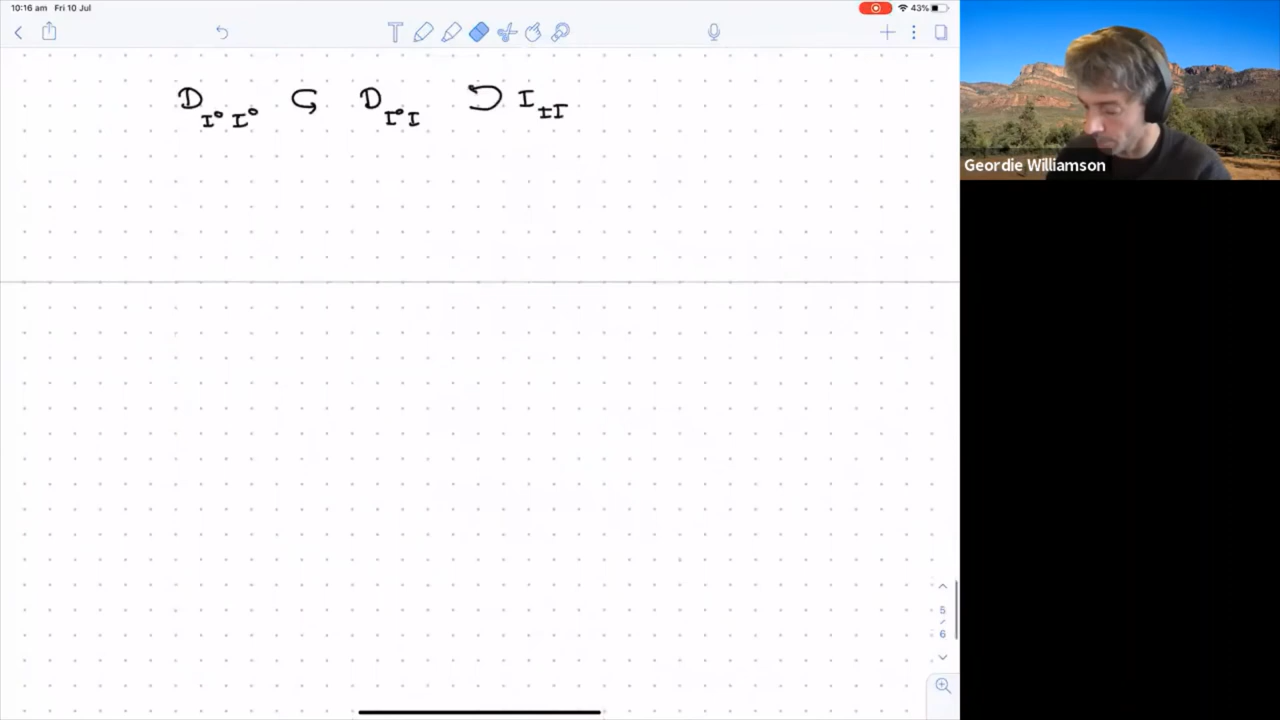 10:16 am Fri 10 Jul 43%
T
D_{I° I°} ↻ D_{I° I} ↺ I_{II}
Geordie Williamson
5
/
6